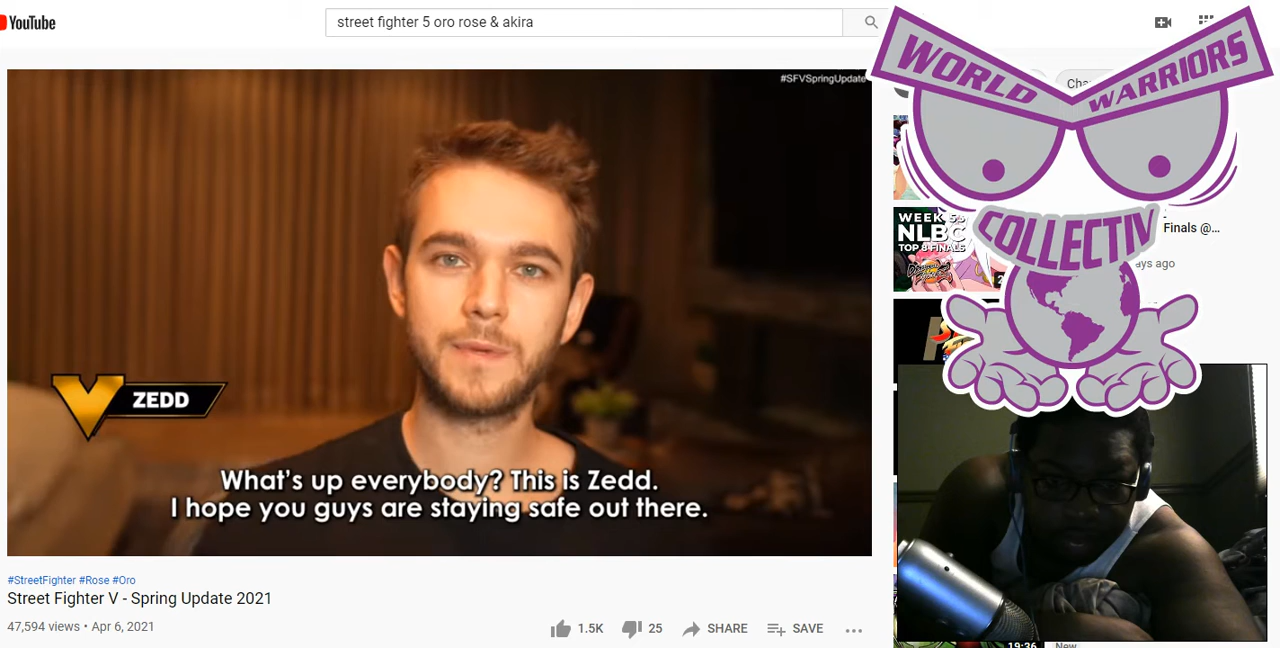 YouTube
street fighter 5 oro rose & akira
#SFVSpringUpdate
WORLD WARRIORS
COLLECTIV
WEEK 5
NLBC
TOP 8 FINALS
Finals @...
ays ago
ZEDD
What's up everybody? This is Zedd.
I hope you guys are staying safe out there.
#StreetFighter #Rose #Oro
Street Fighter V - Spring Update 2021
47,594 views • Apr 6, 2021
1.5K
25
SHARE
SAVE
19:36
New